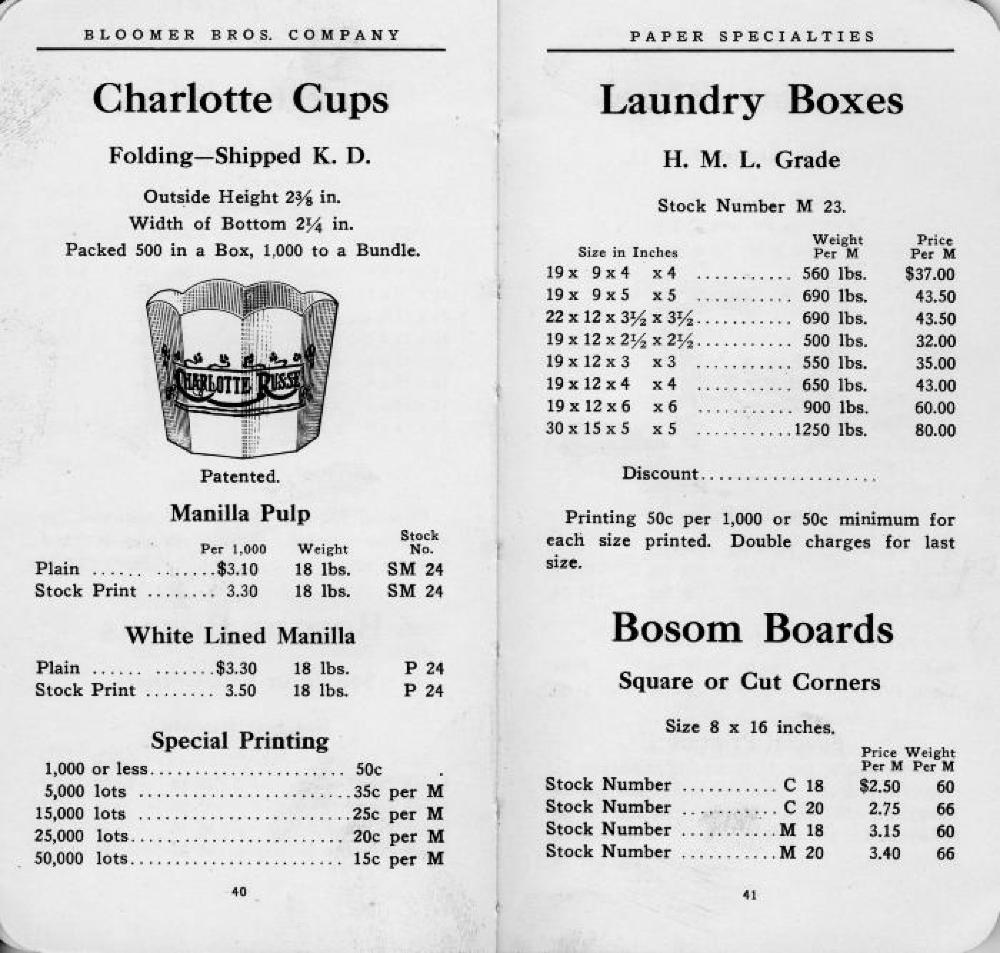 BLOOMER BROS. COMPANY
Charlotte Cups
Folding—Shipped K. D.
Outside Height 2⅜ in.
Width of Bottom 2¼ in.
Packed 500 in a Box, 1,000 to a Bundle.
CHARLOTTE RUSSE
Patented.
Manilla Pulp
Per 1,000 Weight Stock No.
Plain ...... .......$3.10 18 lbs. SM 24
Stock Print ........ 3.30 18 lbs. SM 24
White Lined Manilla
Plain ...... .......$3.30 18 lbs. P 24
Stock Print ........ 3.50 18 lbs. P 24
Special Printing
1,000 or less...................... 50c
5,000 lots .......................35c per M
15,000 lots .......................25c per M
25,000 lots....................... 20c per M
50,000 lots....................... 15c per M
40
PAPER SPECIALTIES
Laundry Boxes
H. M. L. Grade
Stock Number M 23.
Size in Inches Weight Per M Price Per M
19 x 9 x 4 x 4 ........... 560 lbs. $37.00
19 x 9 x 5 x 5 ........... 690 lbs. 43.50
22 x 12 x 3½ x 3½........... 690 lbs. 43.50
19 x 12 x 2½ x 2½........... 500 lbs. 32.00
19 x 12 x 3 x 3 ........... 550 lbs. 35.00
19 x 12 x 4 x 4 ........... 650 lbs. 43.00
19 x 12 x 6 x 6 ........... 900 lbs. 60.00
30 x 15 x 5 x 5 ...........1250 lbs. 80.00
Discount....................
Printing 50c per 1,000 or 50c minimum for
each size printed. Double charges for last
size.
Bosom Boards
Square or Cut Corners
Size 8 x 16 inches.
Price Per M Weight Per M
Stock Number ........... C 18 $2.50 60
Stock Number ........... C 20 2.75 66
Stock Number ...........M 18 3.15 60
Stock Number ...........M 20 3.40 66
41